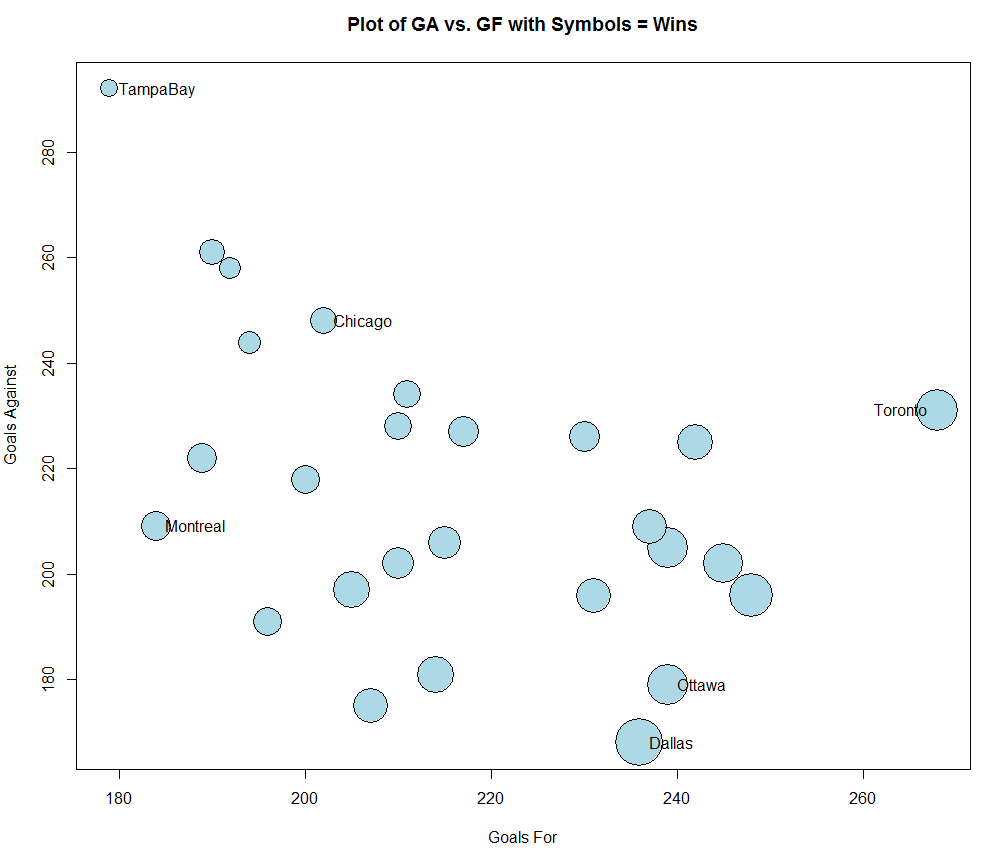 Plot of GA vs. GF with Symbols = Wins
TampaBay
Chicago
Toronto
Montreal
Ottawa
Dallas
Goals Against
280
260
240
220
200
180
180 200 220 240 260
Goals For